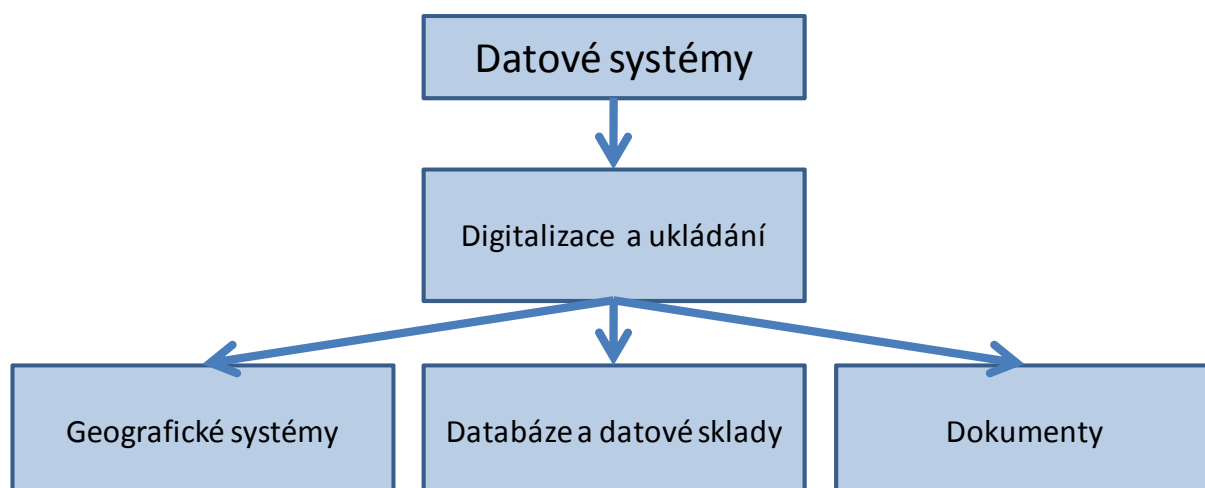 Datové systémy
Digitalizace a ukládání
Geografické systémy
Databáze a datové sklady
Dokumenty